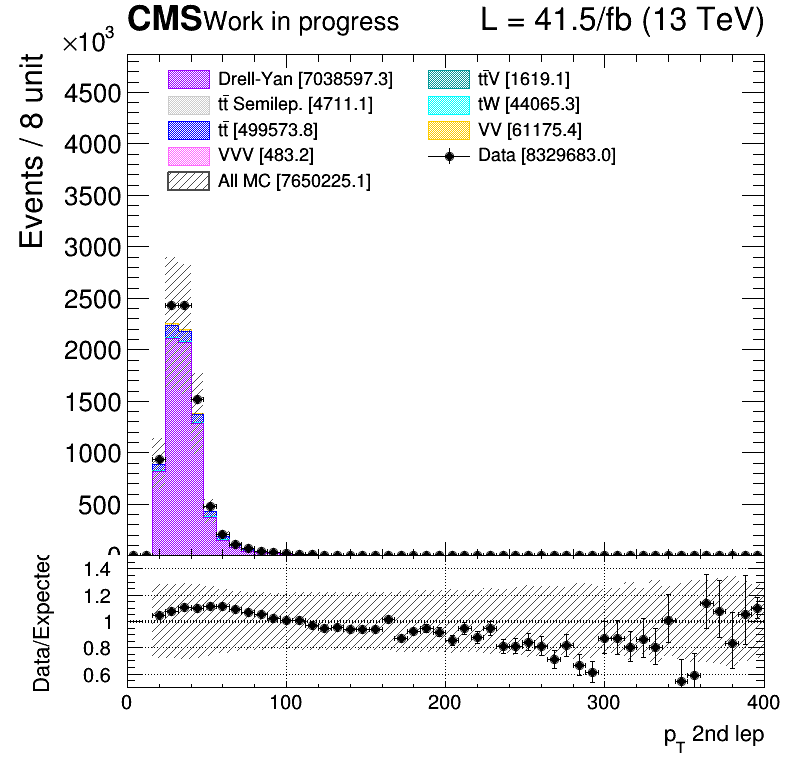 CMS Work in progress L = 41.5/fb (13 TeV)
×10³
Events / 8 unit
4500
4000
3500
3000
2500
2000
1500
1000
500
0
Drell-Yan [7038597.3]
tt̄ Semilep. [4711.1]
tt̄ [499573.8]
VVV [483.2]
All MC [7650225.1]
tt̄V [1619.1]
tW [44065.3]
VV [61175.4]
Data [8329683.0]
Data/Expected
1.4
1.2
1
0.8
0.6
0 100 200 300 400
p_T 2nd lep